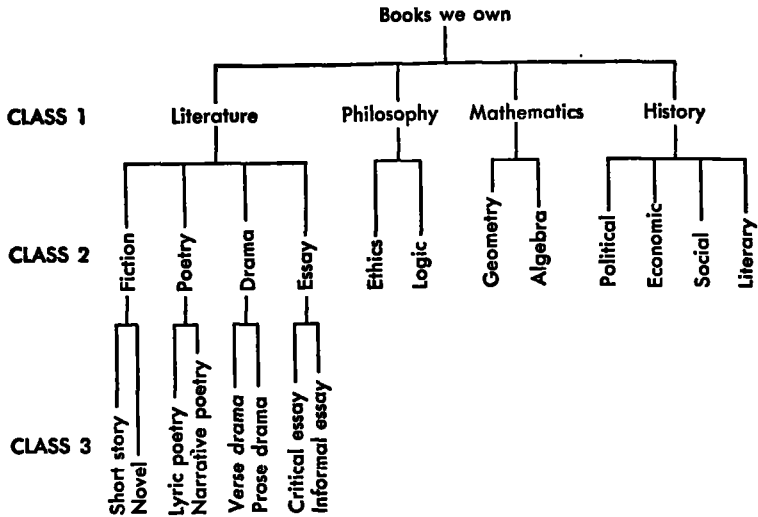 Books we own
CLASS 1
Literature
Philosophy
Mathematics
History
CLASS 2
Fiction
Poetry
Drama
Essay
Ethics
Logic
Geometry
Algebra
Political
Economic
Social
Literary
CLASS 3
Short story
Novel
Lyric poetry
Narrative poetry
Verse drama
Prose drama
Critical essay
Informal essay